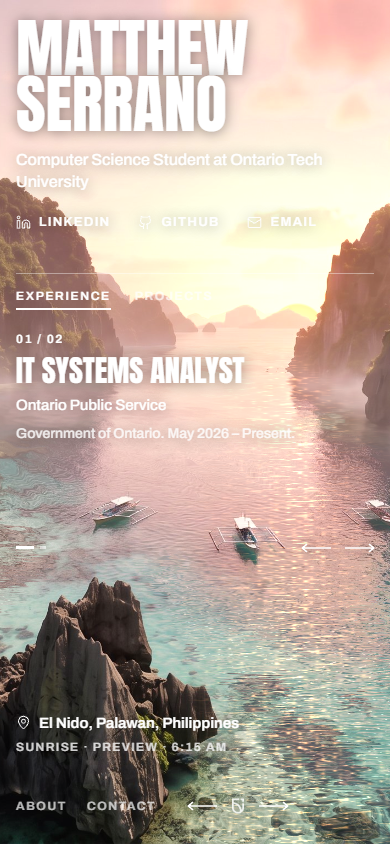 MATTHEW
SERRANO
Computer Science Student at Ontario Tech
University
LINKEDIN GITHUB EMAIL
EXPERIENCE PROJECTS
01 / 02
IT SYSTEMS ANALYST
Ontario Public Service
Government of Ontario. May 2026 – Present.
El Nido, Palawan, Philippines
SUNRISE · PREVIEW · 6:15 AM
ABOUT CONTACT